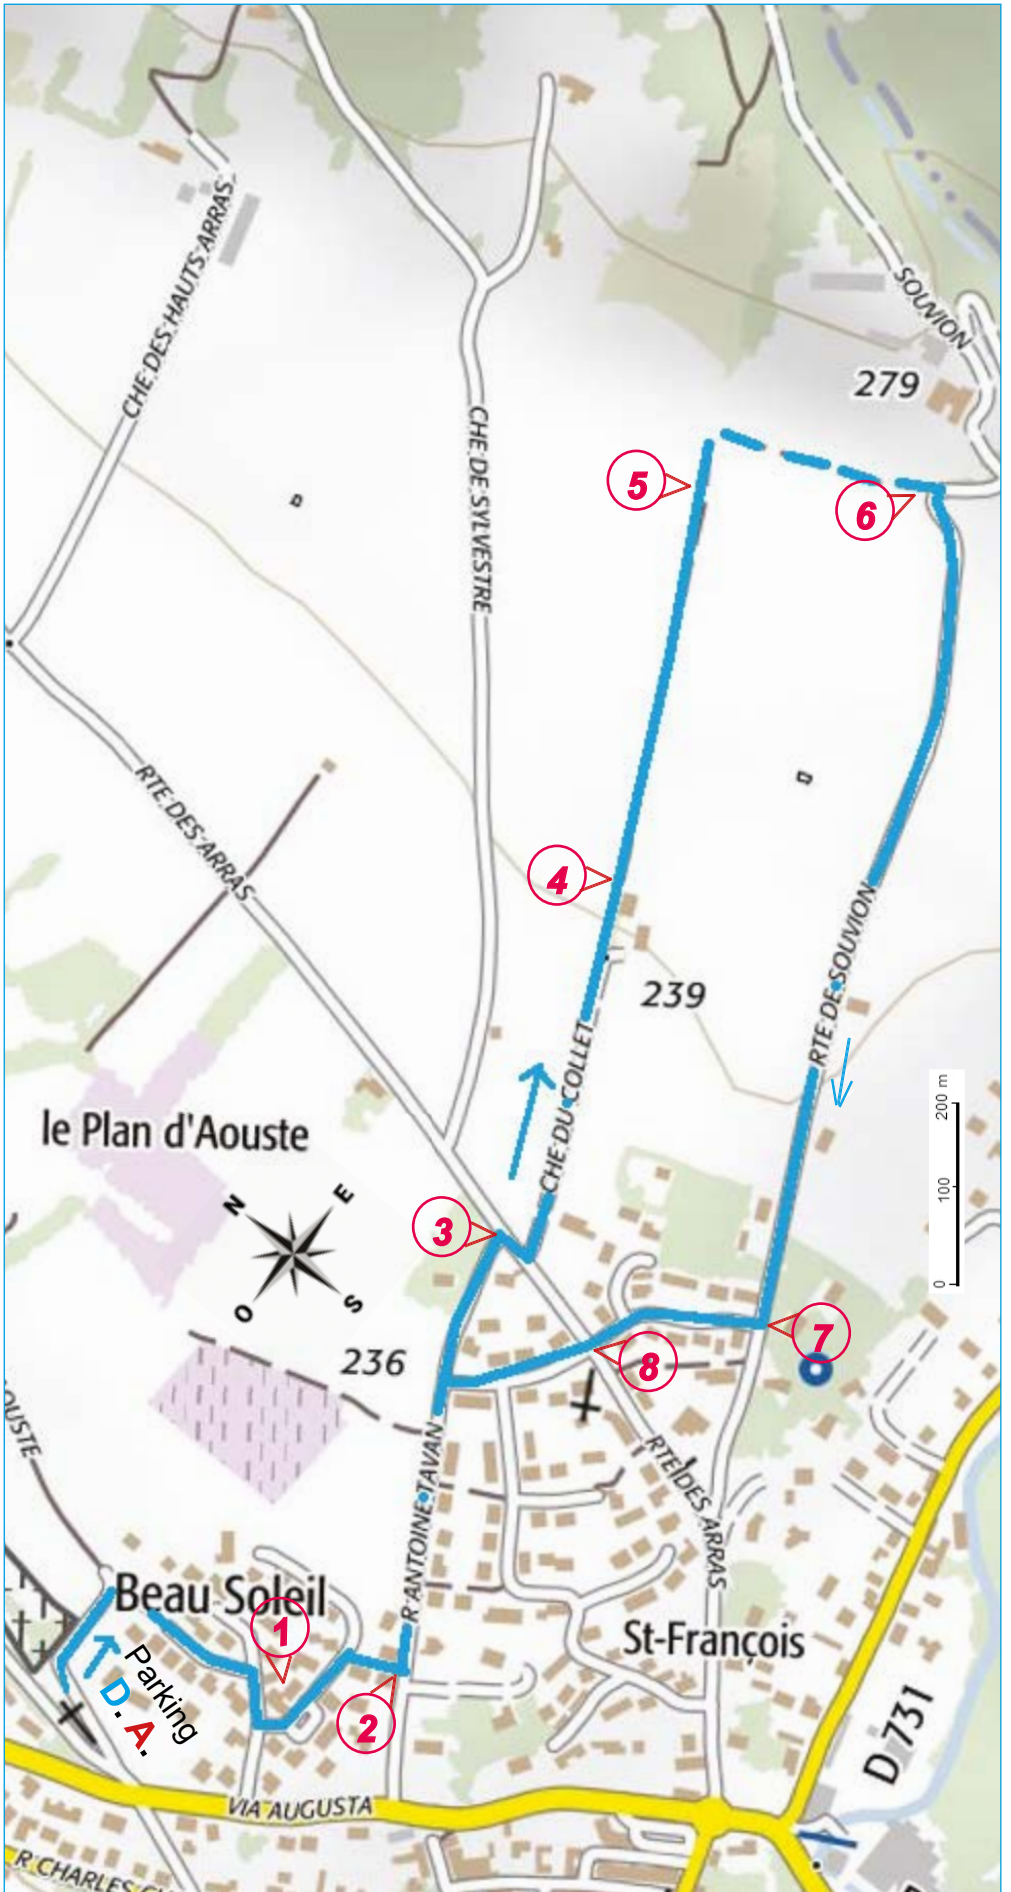 CHE DES HAUTS ARRAS
SOUVION
279
CHE DE SYLVESTRE
5
6
RTE DES ARRAS
4
RTE DE SOUVION
239
CHE DU COLLET
le Plan d'Aouste
N
E
O
S
0 100 200 m
3
236
7
8
RTE DES ARRAS
R ANTOINE TAVAN
OUSTE
Beau Soleil
1
St-François
2
Parking
D. A.
D 731
VIA AUGUSTA
R CHARLES